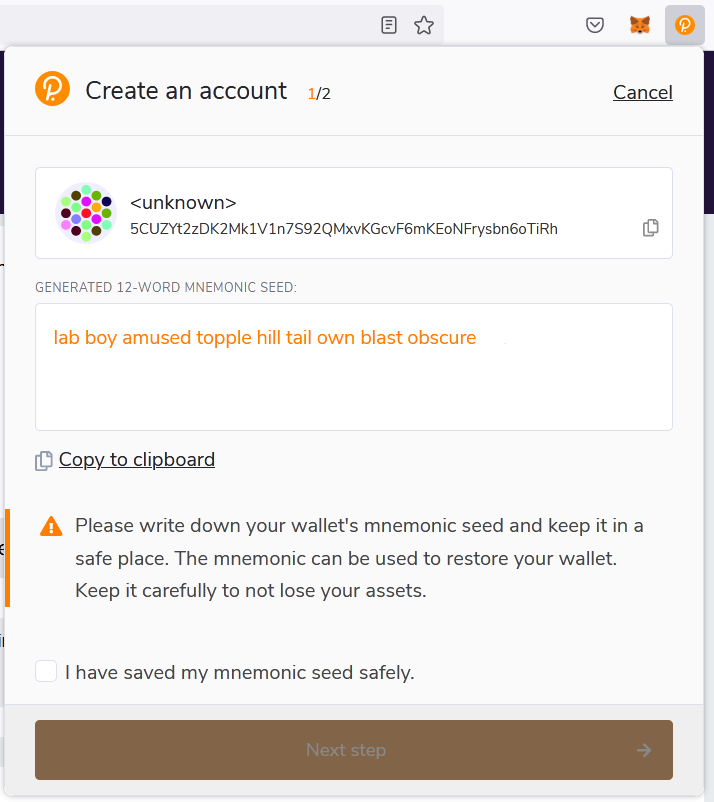 Create an account 1/2 Cancel
<unknown>
5CUZYt2zDK2Mk1V1n7S92QMxvKGcvF6mKEoNFrysbn6oTiRh
GENERATED 12-WORD MNEMONIC SEED:
lab boy amused topple hill tail own blast obscure
Copy to clipboard
Please write down your wallet's mnemonic seed and keep it in a
safe place. The mnemonic can be used to restore your wallet.
Keep it carefully to not lose your assets.
I have saved my mnemonic seed safely.
Next step